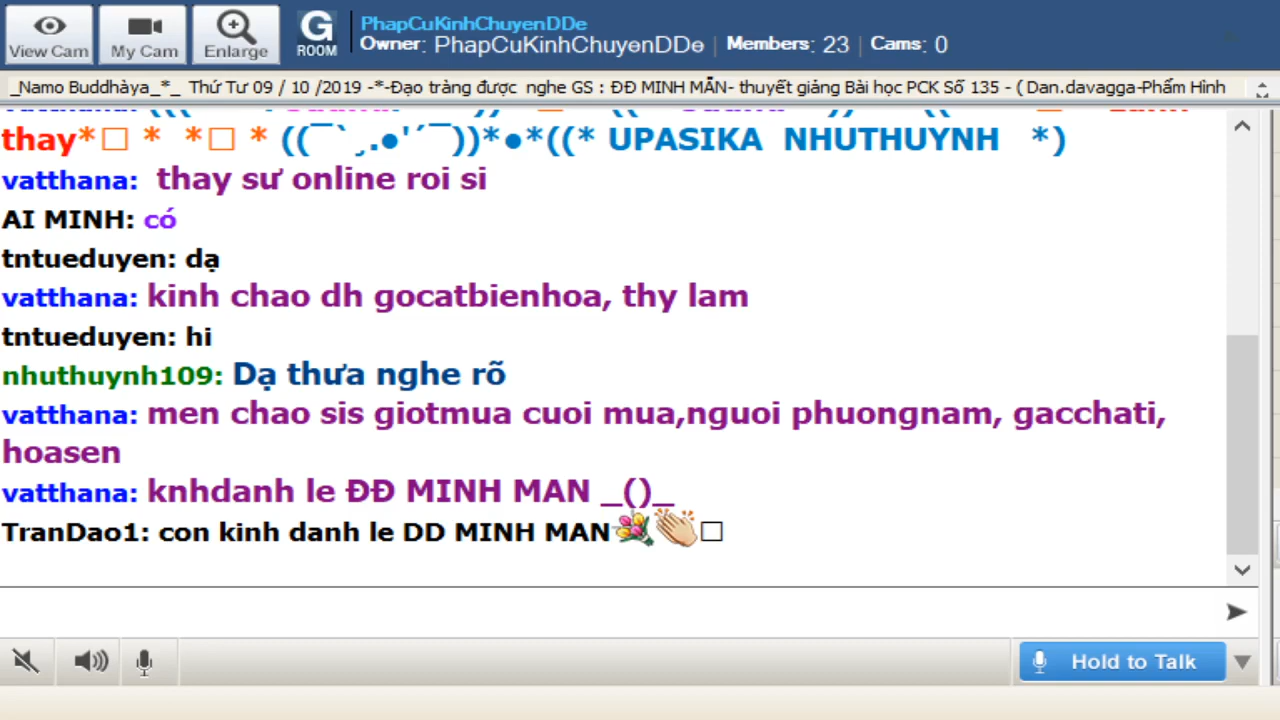 PhapCuKinhChuyenDDe
View Cam My Cam Enlarge G ROOM Owner: PhapCuKinhChuyenDDe | Members: 23 | Cams: 0
_Namo Buddhàya_*_ Thứ Tư 09 / 10 /2019 -*-Đạo tràng được nghe GS : ĐĐ MINH MẪN- thuyết giảng Bài học PCK Số 135 - ( Dan.davagga-Phẩm Hình
thay*□ * *□ * ((¯`¸.●'´¯))*●*((* UPASIKA NHUTHUYNH *)
vatthana: thay sư online roi si
AI MINH: có
tntueduyen: dạ
vatthana: kinh chao dh gocatbienhoa, thy lam
tntueduyen: hi
nhuthuynh109: Dạ thưa nghe rõ
vatthana: men chao sis giotmua cuoi mua,nguoi phuongnam, gacchati,
hoasen
vatthana: knhdanh le ĐĐ MINH MAN _()_
TranDao1: con kinh danh le DD MINH MAN
Hold to Talk